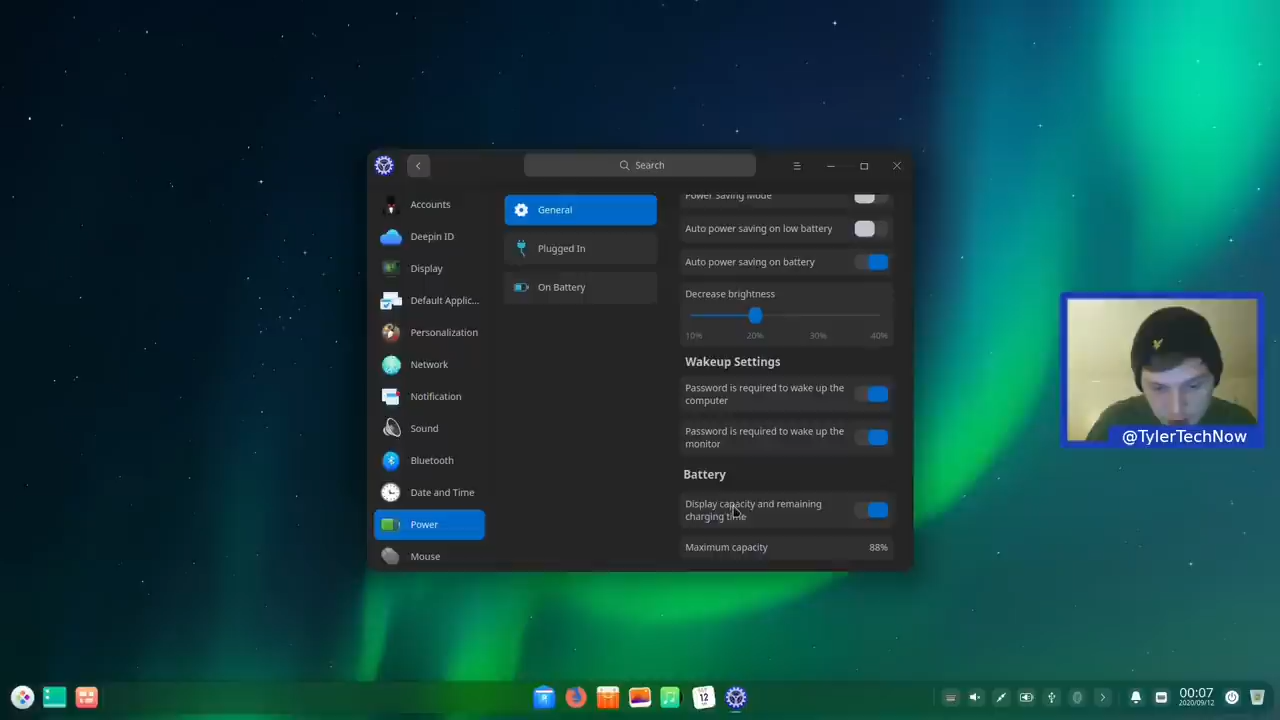 Search
Accounts
Deepin ID
Display
Default Applic...
Personalization
Network
Notification
Sound
Bluetooth
Date and Time
Power
Mouse
General
Plugged In
On Battery
Power Saving Mode
Auto power saving on low battery
Auto power saving on battery
Decrease brightness
10% 20% 30% 40%
Wakeup Settings
Password is required to wake up the
computer
Password is required to wake up the
monitor
Battery
Display capacity and remaining
charging time
Maximum capacity 88%
@TylerTechNow
SEP
12
00:07
2020/09/12